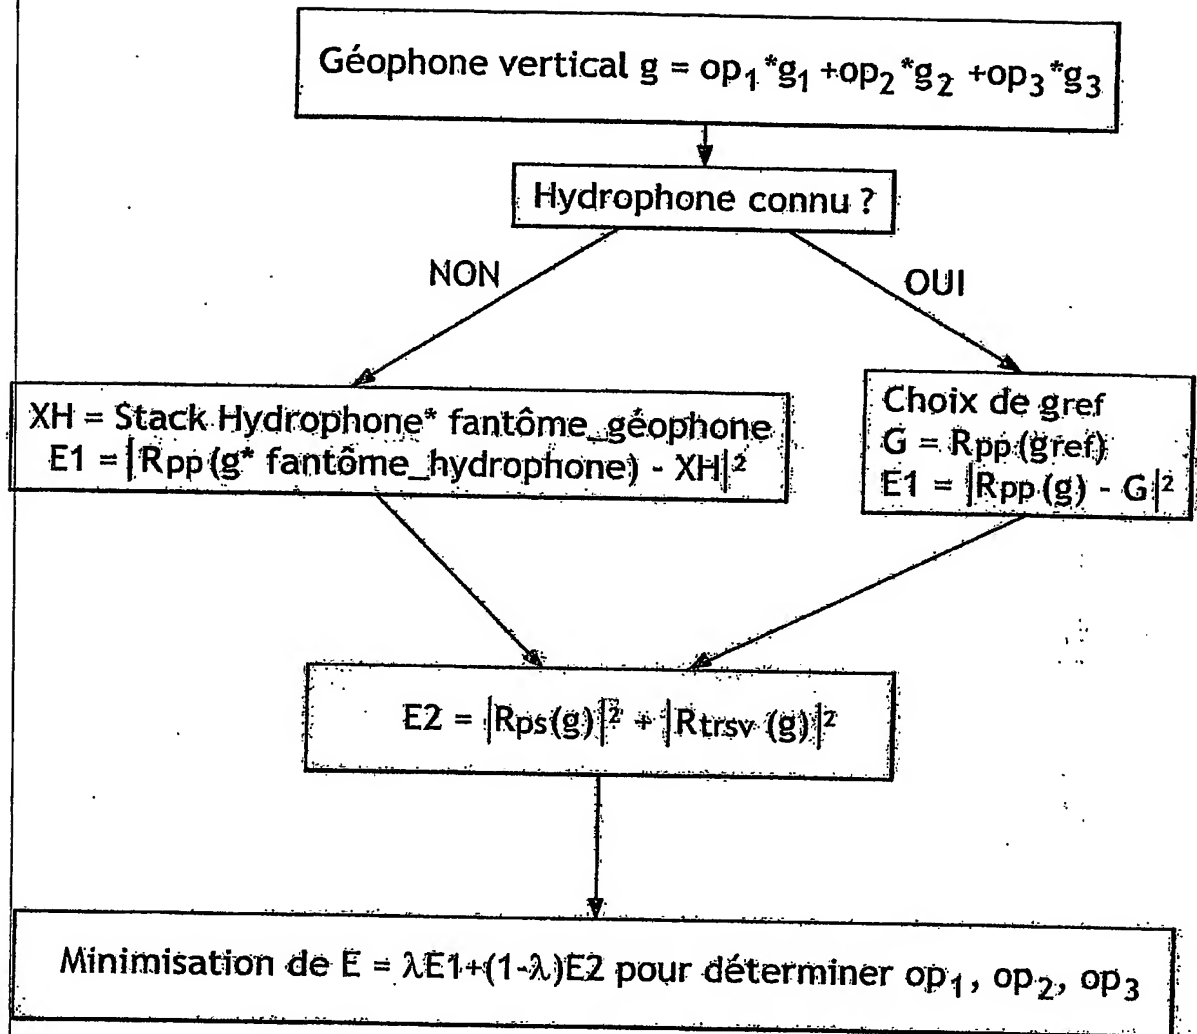 Géophone vertical g = op₁*g₁ +op₂*g₂ +op₃*g₃
Hydrophone connu ?
NON
OUI
XH = Stack Hydrophone* fantôme_géophone
E1 = |Rpp(g* fantôme_hydrophone) - XH|²
Choix de gref
G = Rpp(gref)
E1 = |Rpp(g) - G|²
E2 = |Rps(g)|² + |Rtrsv (g)|²
Minimisation de E = λE1+(1-λ)E2 pour déterminer op₁, op₂, op₃